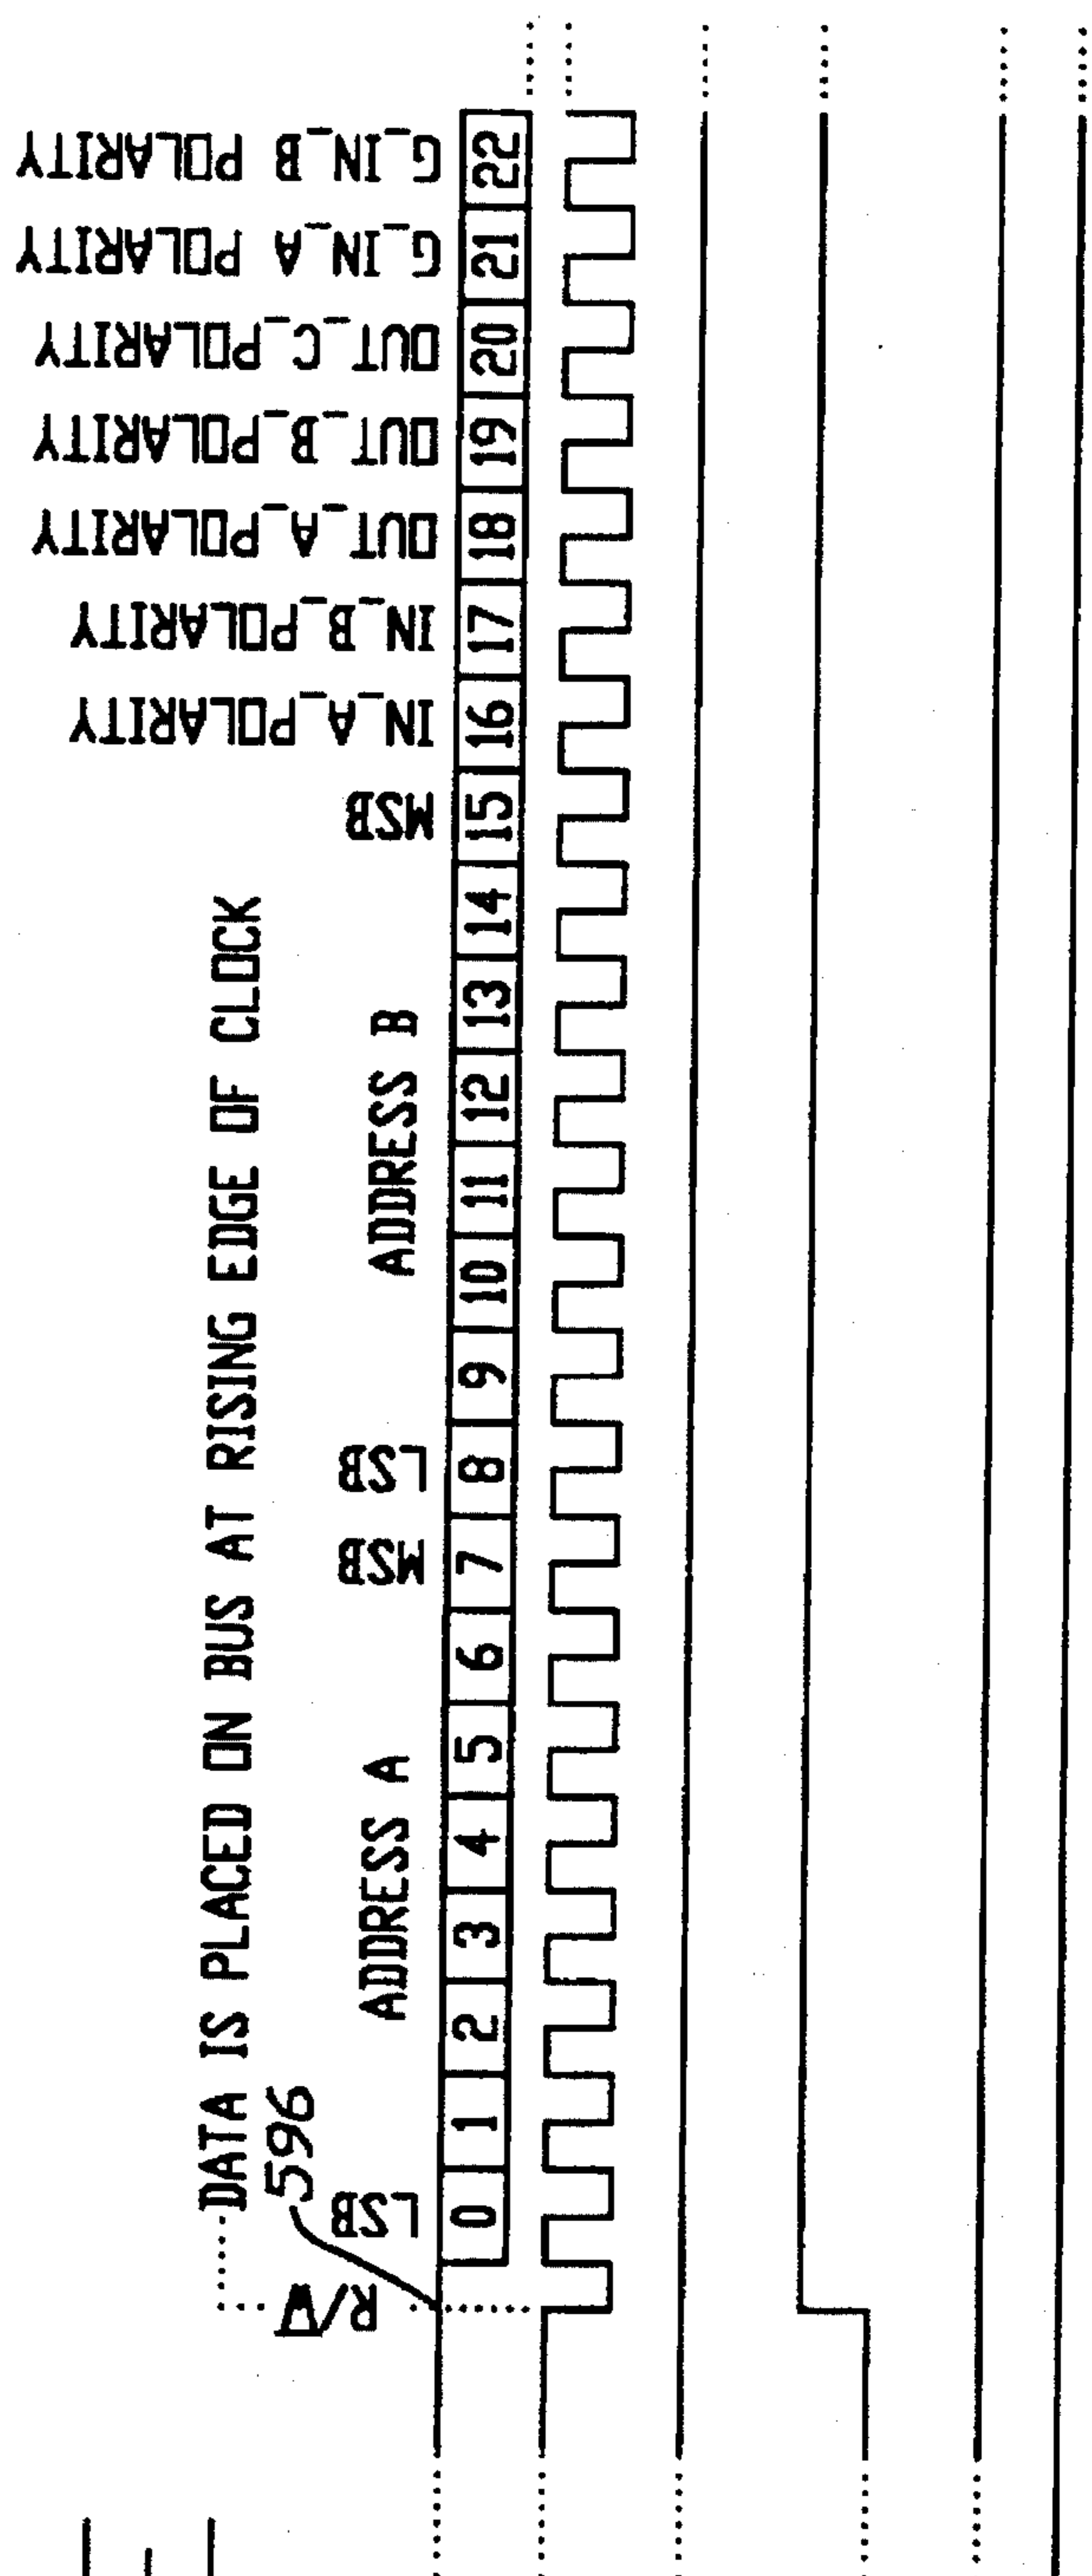 DATA IS PLACED ON BUS AT RISING EDGE OF CLOCK
596
R/W
LSB
ADDRESS A
MSB
LSB
ADDRESS B
MSB
IN_A_POLARITY
IN_B_POLARITY
OUT_A_POLARITY
OUT_B_POLARITY
OUT_C_POLARITY
G_IN_A POLARITY
G_IN_B POLARITY
0 1 2 3 4 5 6 7 8 9 10 11 12 13 14 15 16 17 18 19 20 21 22